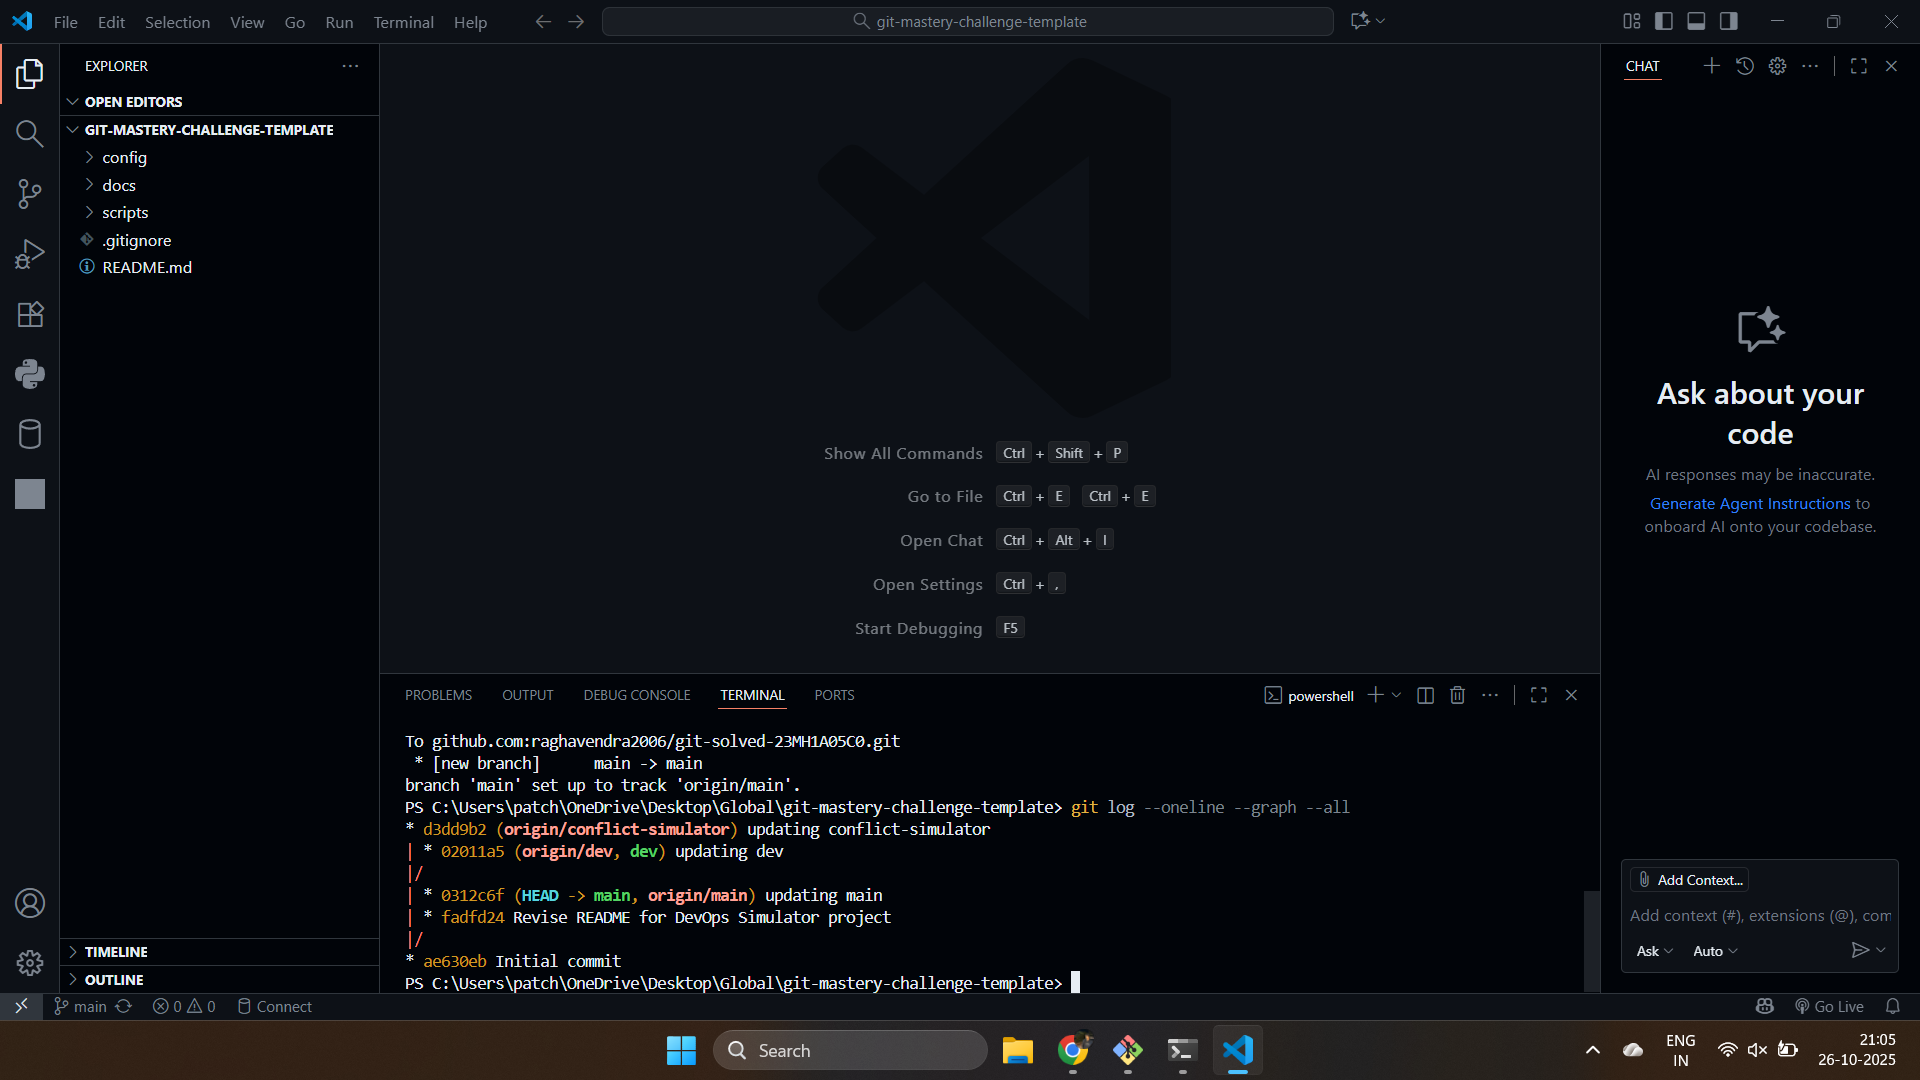 File Edit Selection View Go Run Terminal Help
git-mastery-challenge-template
EXPLORER
OPEN EDITORS
GIT-MASTERY-CHALLENGE-TEMPLATE
config
docs
scripts
.gitignore
README.md
TIMELINE
OUTLINE
Show All Commands Ctrl + Shift + P
Go to File Ctrl + E Ctrl + E
Open Chat Ctrl + Alt + I
Open Settings Ctrl + ,
Start Debugging F5
PROBLEMS OUTPUT DEBUG CONSOLE TERMINAL PORTS
powershell
To github.com:raghavendra2006/git-solved-23MH1A05C0.git
* [new branch]      main -> main
branch 'main' set up to track 'origin/main'.
PS C:\Users\patch\OneDrive\Desktop\Global\git-mastery-challenge-template> git log --oneline --graph --all
* d3dd9b2 (origin/conflict-simulator) updating conflict-simulator
| * 02011a5 (origin/dev, dev) updating dev
|/
| * 0312c6f (HEAD -> main, origin/main) updating main
| * fadfd24 Revise README for DevOps Simulator project
|/
* ae630eb Initial commit
PS C:\Users\patch\OneDrive\Desktop\Global\git-mastery-challenge-template>
CHAT
Ask about your
code
AI responses may be inaccurate.
Generate Agent Instructions to
onboard AI onto your codebase.
Add Context...
Add context (#), extensions (@), com
Ask Auto
main 0 0 Connect
Go Live
Search
ENG
IN
21:05
26-10-2025